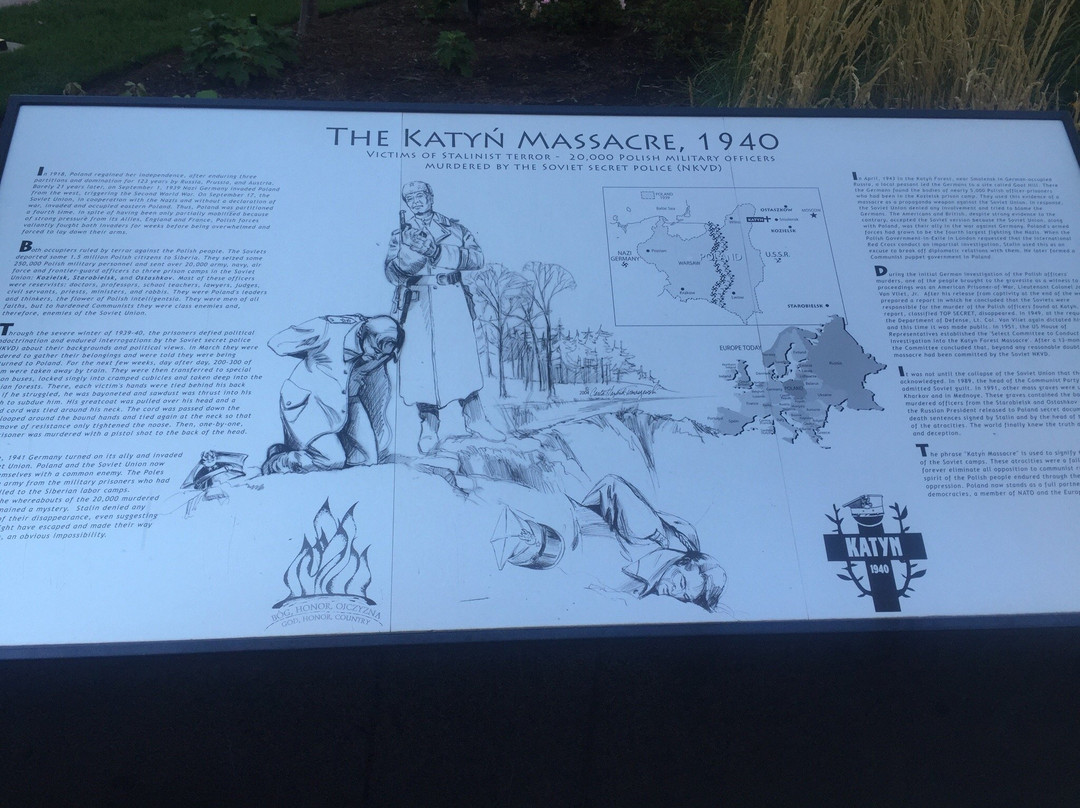 THE KATYŃ MASSACRE, 1940
VICTIMS OF STALINIST TERROR - 20,000 POLISH MILITARY OFFICERS
MURDERED BY THE SOVIET SECRET POLICE (NKVD)
In 1918, Poland regained her independence, after enduring three
partitions and domination for 123 years by Russia, Prussia, and Austria.
Barely 21 years later, on September 1, 1939 Nazi Germany invaded Poland
from the west, triggering the Second World War. On September 17, the
Soviet Union, in cooperation with the Nazis and without a declaration of
war, invaded and occupied eastern Poland. Thus, Poland was partitioned
a fourth time. In spite of having been only partially mobilized because
of strong pressure from its Allies, England and France, Polish forces
valiantly fought both invaders for weeks before being overwhelmed and
forced to lay down their arms.
Both occupiers ruled by terror against the Polish people. The Soviets
deported some 1.5 million Polish citizens to Siberia. They seized some
250,000 Polish military personnel and sent over 20,000 army, navy, air
force and frontier-guard officers to three prison camps in the Soviet
Union: Kozielsk, Starobielsk, and Ostashkov. Most of these officers
were reservists: doctors, professors, school teachers, lawyers, judges,
civil servants, priests, ministers, and rabbis. They were Poland's leaders
and thinkers, the flower of Polish intelligentsia. They were men of all
faiths, but to hardened Communists they were class enemies and,
therefore, enemies of the Soviet Union.
Through the severe winter of 1939-40, the prisoners defied political
indoctrination and endured interrogations by the Soviet secret police
(NKVD) about their backgrounds and political views. In March they were
dered to gather their belongings and were told they were being
urned to Poland. For the next few weeks, day after day, 200-300 of
m were taken away by train. They were then transferred to special
on buses, locked singly into cramped cubicles and taken deep into the
ian forests. There, each victim's hands were tied behind his back
if he struggled, he was bayoneted and sawdust was thrust into his
h to subdue him. His greatcoat was pulled over his head and a
d cord was tied around his neck. The cord was passed down the
looped around the bound hands and tied again at the neck so that
move of resistance only tightened the noose. Then, one-by-one,
risoner was murdered with a pistol shot to the back of the head.
, 1941 Germany turned on its ally and invaded
et Union. Poland and the Soviet Union now
mselves with a common enemy. The Poles
army from the military prisoners who had
iled to the Siberian labor camps.
he whereabouts of the 20,000 murdered
mained a mystery. Stalin denied any
f their disappearance, even suggesting
ight have escaped and made their way
, an obvious impossibility.
BÓG, HONOR, OJCZYZNA
GOD, HONOR, COUNTRY
POLAND
1939
NAZI
GERMANY
WARSAW
U.S.S.R.
OSTASHKOV
MOSCOW
KATYŃ
KOZIELSK
STAROBIELSK
EUROPE TODAY
In April, 1943 in the Katyń Forest, near Smolensk in German-occupied
Russia, a local peasant led the Germans to a site called Goat Hill. There
the Germans found the bodies of nearly 5,000 Polish officer-prisoners
who had been in the Kozielsk prison camp. They used this evidence of a
massacre as a propaganda weapon against the Soviet Union. In response,
the Soviet Union denied any involvement and tried to blame the
Germans. The Americans and British, despite strong evidence to the
contrary, accepted the Soviet version because the Soviet Union, along
with Poland, was their ally in the war against Germany. Poland's armed
forces had grown to be the fourth largest fighting the Nazis. When the
Polish Government in Exile in London requested that the International
Red Cross conduct an impartial investigation, Stalin used this as an
excuse to break off diplomatic relations with them. He later formed a
Communist puppet government in Poland.
During the initial German investigation of the Polish officers
murders, one of the people brought to the gravesite as a witness to
proceedings was an American Prisoner of War, Lieutenant Colonel
Van Vliet, Jr. After his release from captivity at the end of the wa
prepared a report in which he concluded that the Soviets were
responsible for the murder of the Polish officers found at Katyń.
report, classified TOP SECRET, disappeared. In 1949, at the requ
the Department of Defense, Lt. Col. Van Vliet again dictated his
and this time it was made public. In 1951, the US House of
Representatives established the "Select Committee to Conduct
Investigation into the Katyn Forest Massacre". After a 12-mon
the Committee concluded that, beyond any reasonable doubt
massacre had been committed by the Soviet NKVD.
It was not until the collapse of the Soviet Union that the
acknowledged. In 1989, the head of the Communist Party
admitted Soviet guilt. In 1991, other mass graves were u
Kharkov and in Mednoye. These graves contained the bo
murdered officers from the Starobielsk and Ostashkov
the Russian President released to Poland secret docum
death sentences signed by Stalin and by the head of t
of the atrocities. The world finally knew the truth
and deception.
The phrase "Katyń Massacre" is used to signify
of the Soviet camps. These atrocities were a fail
forever eliminate all opposition to communist r
spirit of the Polish people endured through the
oppression. Poland now stands as a full partne
democracies, a member of NATO and the Europ
KATYN
1940